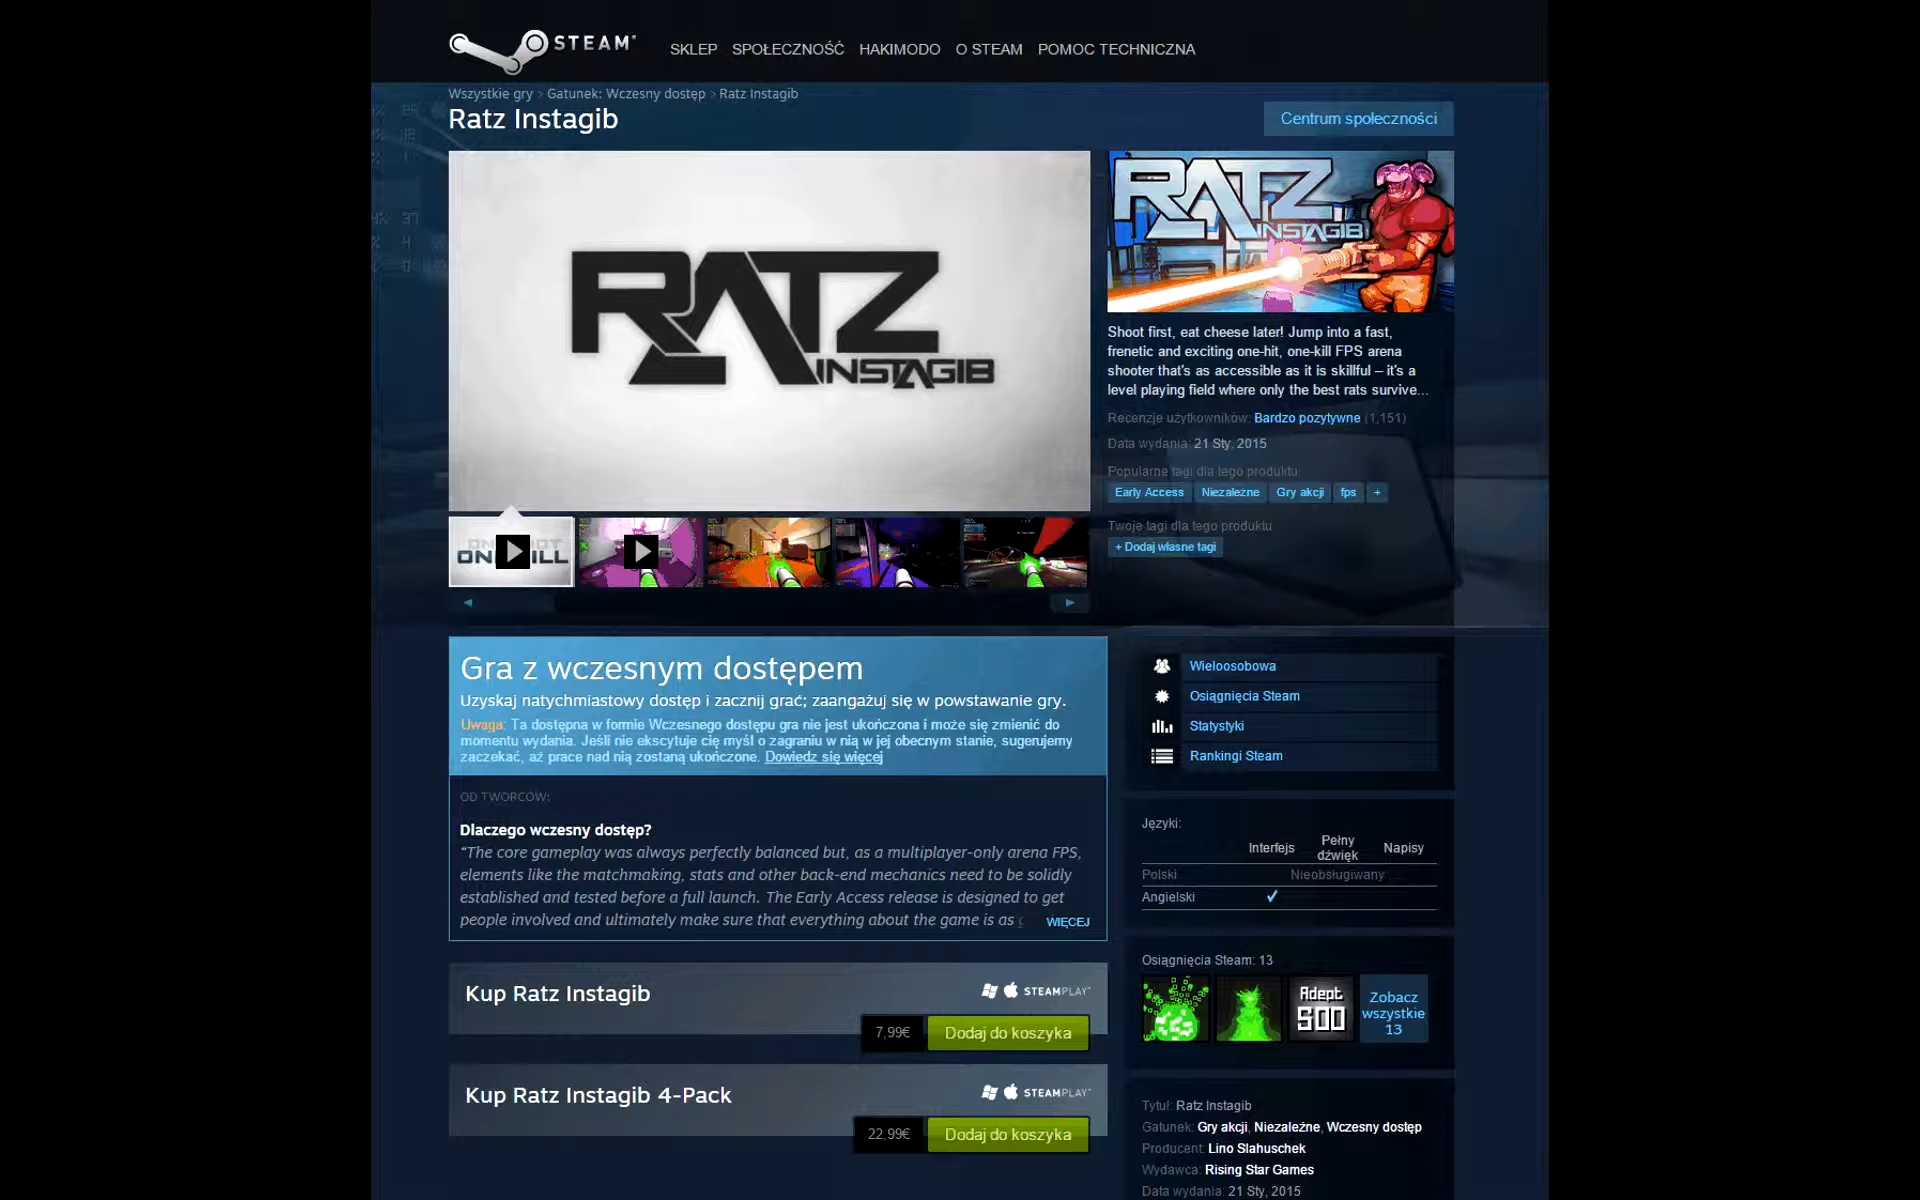 STEAM
SKLEP SPOŁECZNOŚĆ HAKIMODO O STEAM POMOC TECHNICZNA
Wszystkie gry > Gatunek: Wczesny dostęp > Ratz Instagib
Ratz Instagib
Centrum społeczności
RATZ
INSTAGIB
RATZ
INSTAGIB
Shoot first, eat cheese later! Jump into a fast,
frenetic and exciting one-hit, one-kill FPS arena
shooter that's as accessible as it is skillful – it's a
level playing field where only the best rats survive...
Recenzje użytkowników: Bardzo pozytywne (1,151)
Data wydania: 21 Sty, 2015
Popularne tagi dla tego produktu:
Early Access Niezależne Gry akcji fps +
Twoje tagi dla tego produktu
+ Dodaj własne tagi
Gra z wczesnym dostępem
Uzyskaj natychmiastowy dostęp i zacznij grać; zaangażuj się w powstawanie gry.
Uwaga: Ta dostępna w formie Wczesnego dostępu gra nie jest ukończona i może się zmienić do
momentu wydania. Jeśli nie ekscytuje cię myśl o zagraniu w nią w jej obecnym stanie, sugerujemy
zaczekać, aż prace nad nią zostaną ukończone. Dowiedz się więcej
OD TWÓRCÓW:
Dlaczego wczesny dostęp?
“The core gameplay was always perfectly balanced but, as a multiplayer-only arena FPS,
elements like the matchmaking, stats and other back-end mechanics need to be solidly
established and tested before a full launch. The Early Access release is designed to get
people involved and ultimately make sure that everything about the game is as
WIĘCEJ
Kup Ratz Instagib
STEAMPLAY
7,99€ Dodaj do koszyka
Kup Ratz Instagib 4-Pack
STEAMPLAY
22,99€ Dodaj do koszyka
Wieloosobowa
Osiągnięcia Steam
Statystyki
Rankingi Steam
Języki:
Interfejs Pełny dźwięk Napisy
Polski Nieobsługiwany
Angielski ✓
Osiągnięcia Steam: 13
Adept
500
Zobacz
wszystkie
13
Tytuł: Ratz Instagib
Gatunek: Gry akcji, Niezależne, Wczesny dostęp
Producent: Lino Slahuschek
Wydawca: Rising Star Games
Data wydania: 21 Sty, 2015